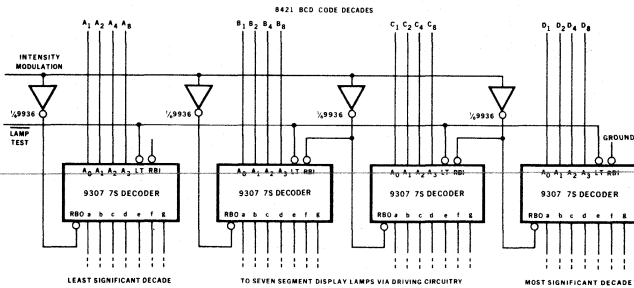 8421 BCD CODE DECADES
A1 A2 A4 A8
B1 B2 B4 B8
C1 C2 C4 C8
D1 D2 D4 D8
INTENSITY
MODULATION
1/6 9936
1/6 9936
1/6 9936
1/6 9936
LAMP
TEST
GROUND
A0 A1 A2 A3 LT RBI
A0 A1 A2 A3 LT RBI
A0 A1 A2 A3 LT RBI
A0 A1 A2 A3 LT RBI
9307 7S DECODER
9307 7S DECODER
9307 7S DECODER
9307 7S DECODER
RBO a b c d e f g
RBO a b c d e f g
RBO a b c d e f g
RBO a b c d e f g
LEAST SIGNIFICANT DECADE
TO SEVEN SEGMENT DISPLAY LAMPS VIA DRIVING CIRCUITRY
MOST SIGNIFICANT DECADE